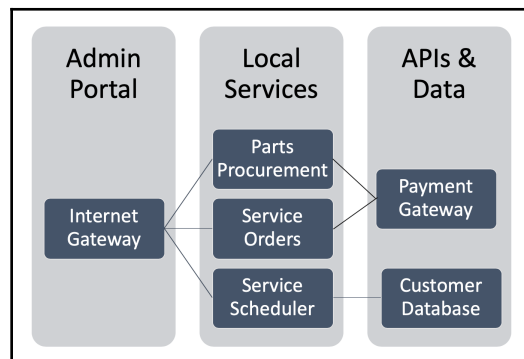 Admin
Portal
Internet
Gateway
Local
Services
Parts
Procurement
Service
Orders
Service
Scheduler
APIs &
Data
Payment
Gateway
Customer
Database